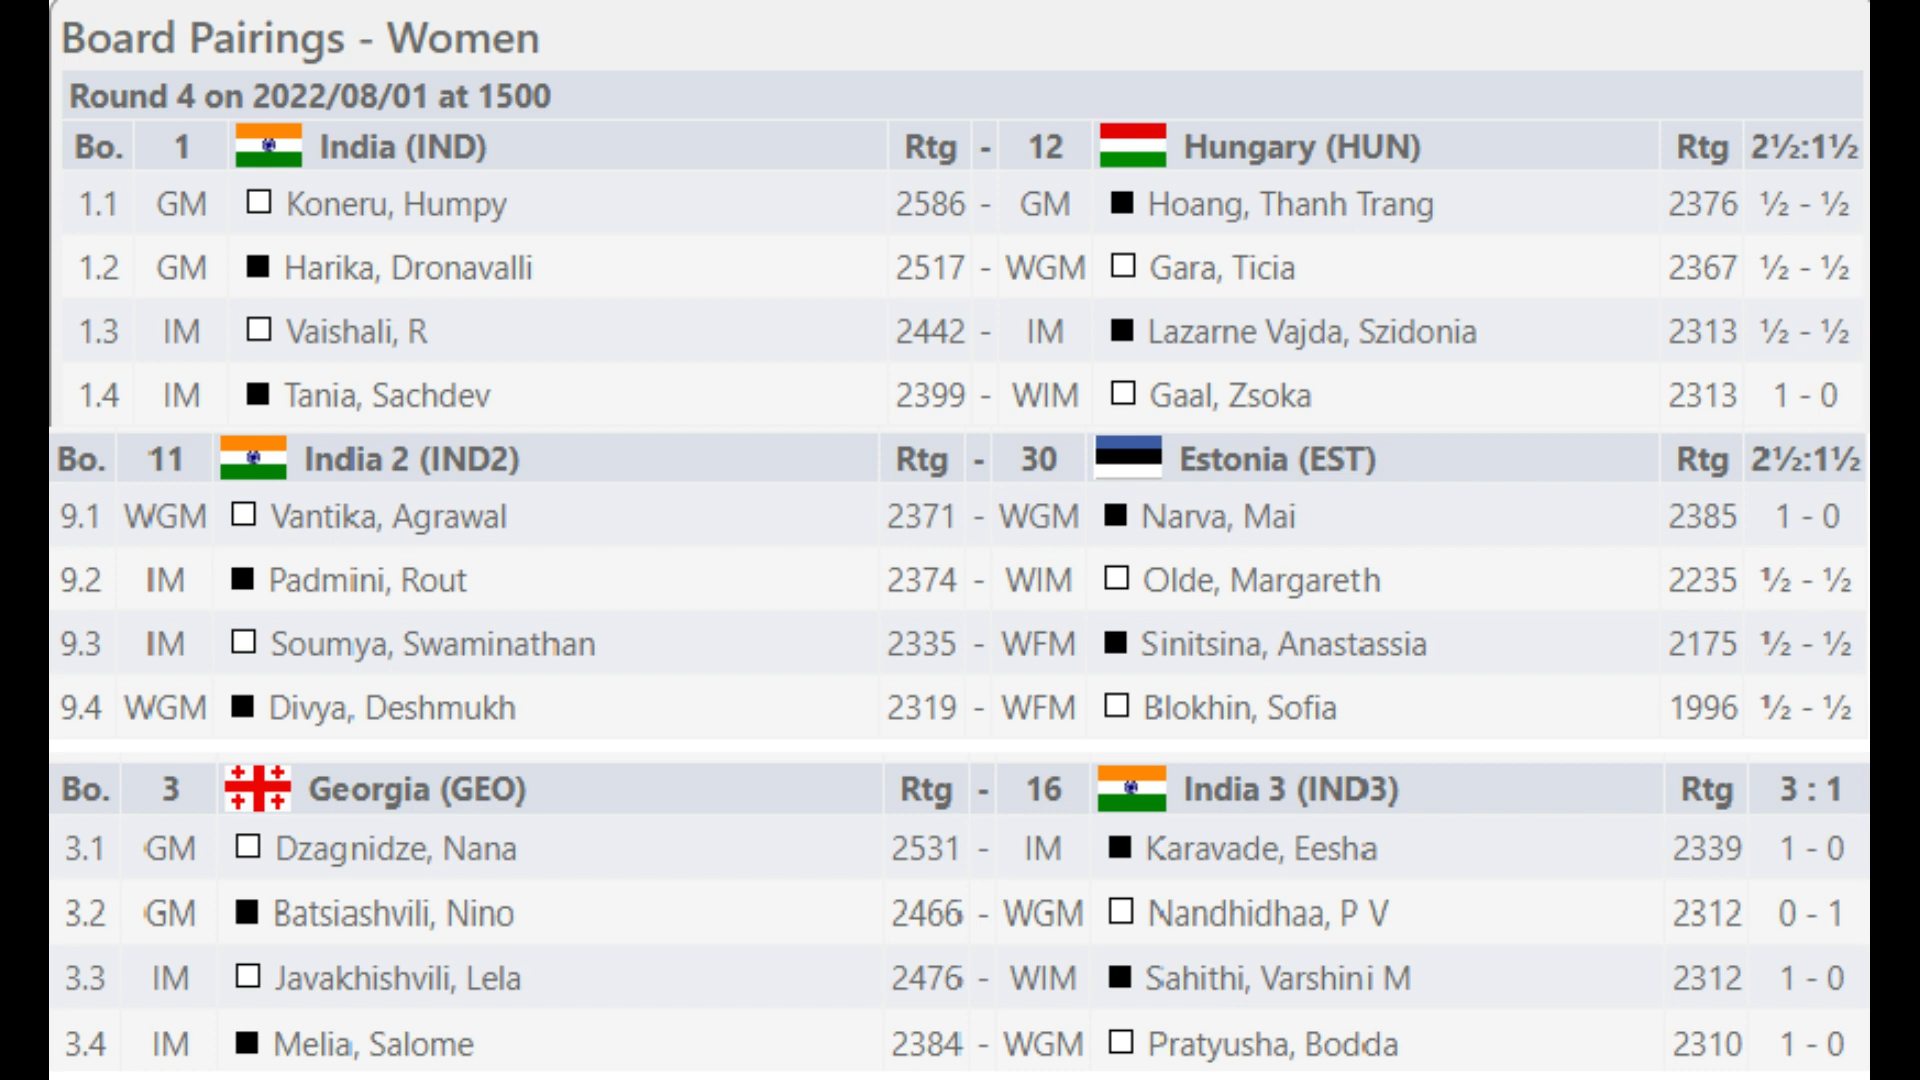 Board Pairings - Women
Round 4 on 2022/08/01 at 1500
Bo. 1 India (IND) Rtg - 12 Hungary (HUN) Rtg 2½:1½
1.1 GM Koneru, Humpy 2586 - GM Hoang, Thanh Trang 2376 ½ - ½
1.2 GM Harika, Dronavalli 2517 - WGM Gara, Ticia 2367 ½ - ½
1.3 IM Vaishali, R 2442 - IM Lazarne Vajda, Szidonia 2313 ½ - ½
1.4 IM Tania, Sachdev 2399 - WIM Gaal, Zsoka 2313 1 - 0
Bo. 11 India 2 (IND2) Rtg - 30 Estonia (EST) Rtg 2½:1½
9.1 WGM Vantika, Agrawal 2371 - WGM Narva, Mai 2385 1 - 0
9.2 IM Padmini, Rout 2374 - WIM Olde, Margareth 2235 ½ - ½
9.3 IM Soumya, Swaminathan 2335 - WFM Sinitsina, Anastassia 2175 ½ - ½
9.4 WGM Divya, Deshmukh 2319 - WFM Blokhin, Sofia 1996 ½ - ½
Bo. 3 Georgia (GEO) Rtg - 16 India 3 (IND3) Rtg 3 : 1
3.1 GM Dzagnidze, Nana 2531 - IM Karavade, Eesha 2339 1 - 0
3.2 GM Batsiashvili, Nino 2466 - WGM Nandhidhaa, P V 2312 0 - 1
3.3 IM Javakhishvili, Lela 2476 - WIM Sahithi, Varshini M 2312 1 - 0
3.4 IM Melia, Salome 2384 - WGM Pratyusha, Bodda 2310 1 - 0